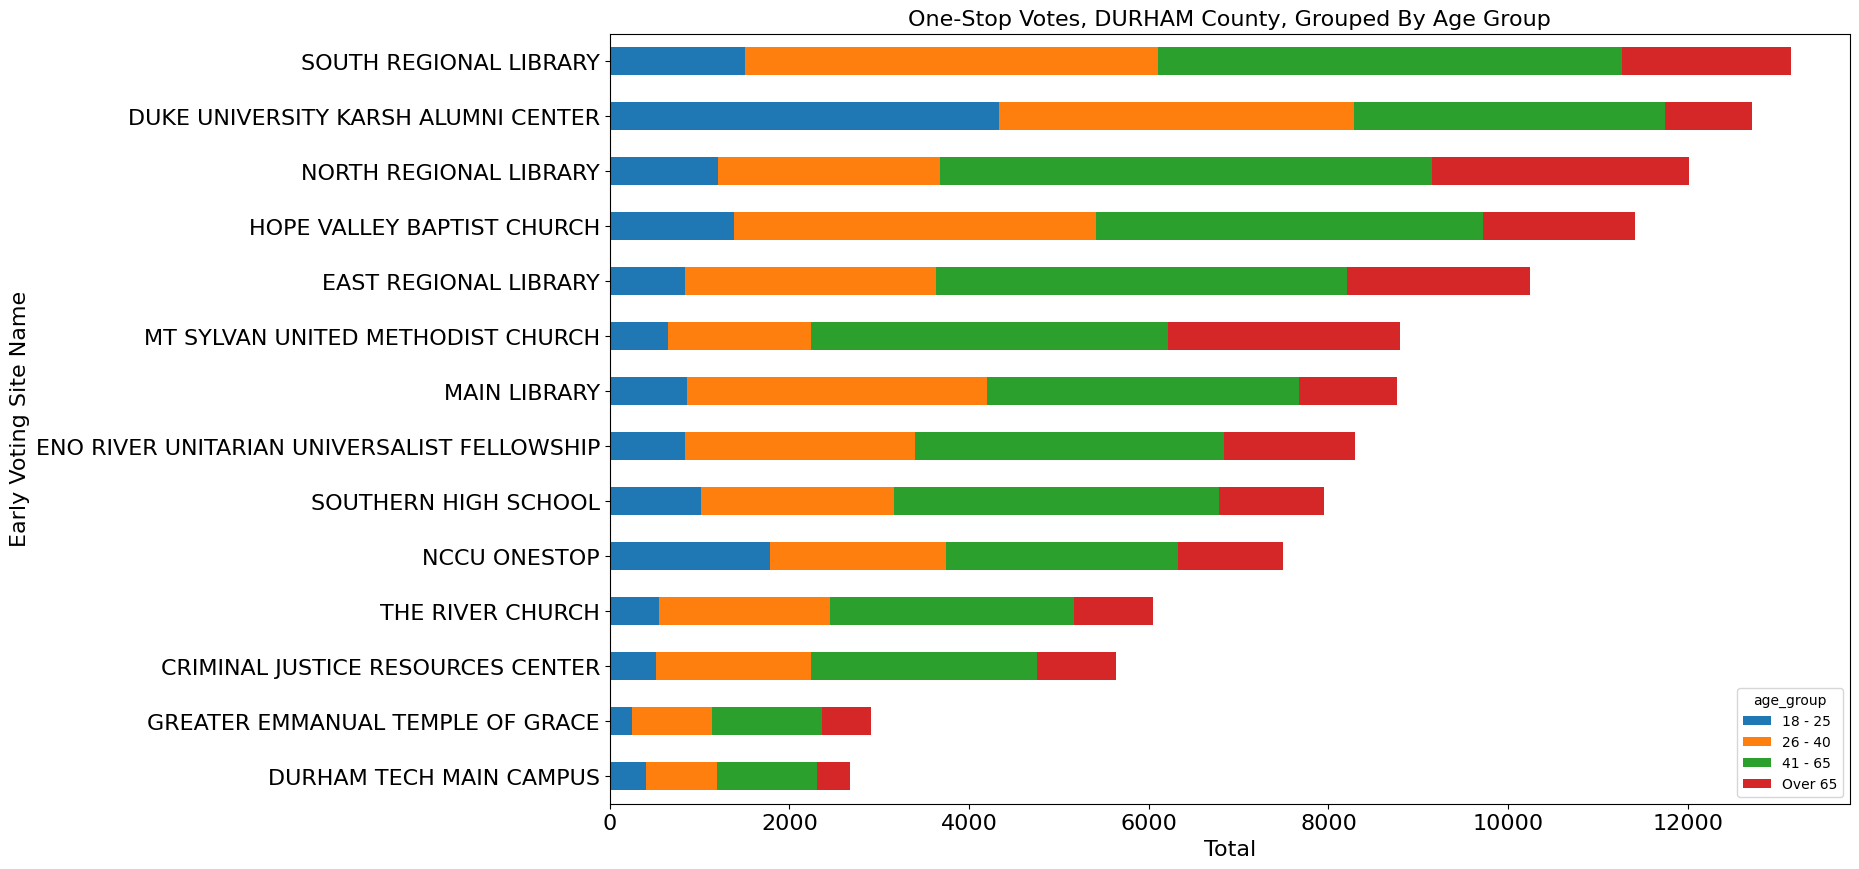 One-Stop Votes, DURHAM County, Grouped By Age Group
Early Voting Site Name
SOUTH REGIONAL LIBRARY
DUKE UNIVERSITY KARSH ALUMNI CENTER
NORTH REGIONAL LIBRARY
HOPE VALLEY BAPTIST CHURCH
EAST REGIONAL LIBRARY
MT SYLVAN UNITED METHODIST CHURCH
MAIN LIBRARY
ENO RIVER UNITARIAN UNIVERSALIST FELLOWSHIP
SOUTHERN HIGH SCHOOL
NCCU ONESTOP
THE RIVER CHURCH
CRIMINAL JUSTICE RESOURCES CENTER
GREATER EMMANUAL TEMPLE OF GRACE
DURHAM TECH MAIN CAMPUS
age_group
18 - 25
26 - 40
41 - 65
Over 65
0 2000 4000 6000 8000 10000 12000
Total